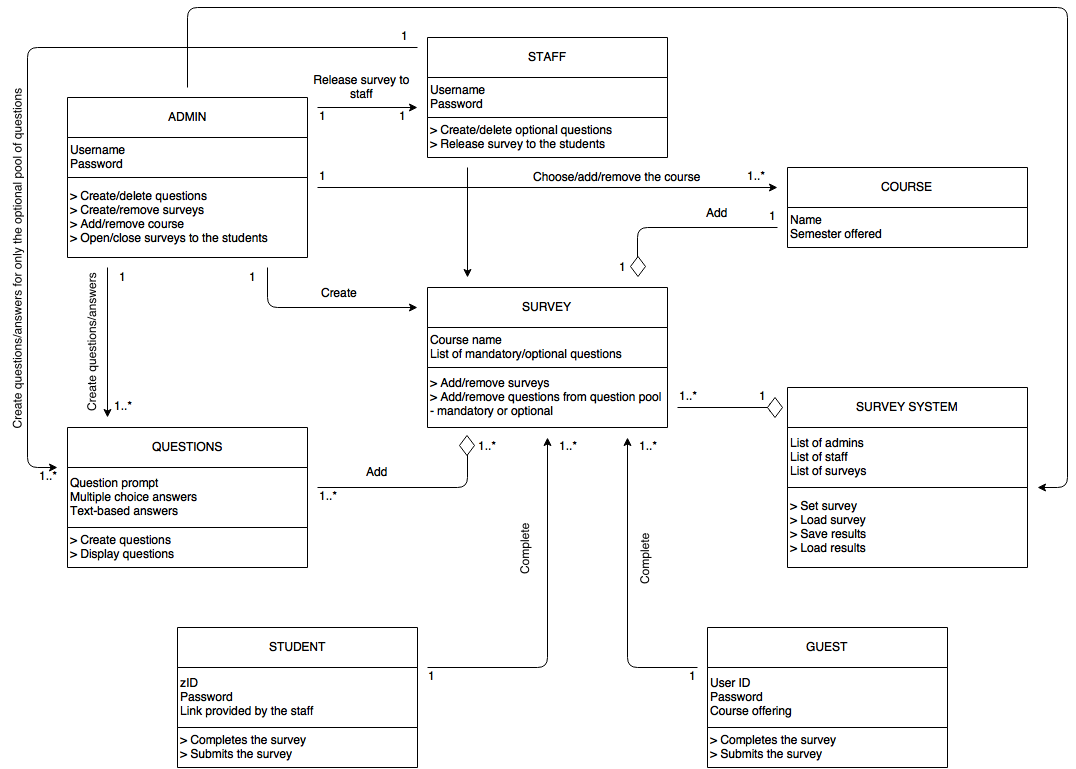 1
STAFF
Username
Password
> Create/delete optional questions
> Release survey to the students
Release survey to
staff
1
1
ADMIN
Username
Password
> Create/delete questions
> Create/remove surveys
> Add/remove course
> Open/close surveys to the students
Create questions/answers for only the optional pool of questions
1
Choose/add/remove the course
1..*
COURSE
Name
Semester offered
Add
1
1
1
Create questions/answers
1..*
1
Create
SURVEY
Course name
List of mandatory/optional questions
> Add/remove surveys
> Add/remove questions from question pool
- mandatory or optional
1..*
1
SURVEY SYSTEM
List of admins
List of staff
List of surveys
> Set survey
> Load survey
> Save results
> Load results
1..*
QUESTIONS
Question prompt
Multiple choice answers
Text-based answers
> Create questions
> Display questions
Add
1..*
1..*
1..*
1..*
Complete
Complete
STUDENT
zID
Password
Link provided by the staff
> Completes the survey
> Submits the survey
1
1
GUEST
User ID
Password
Course offering
> Completes the survey
> Submits the survey